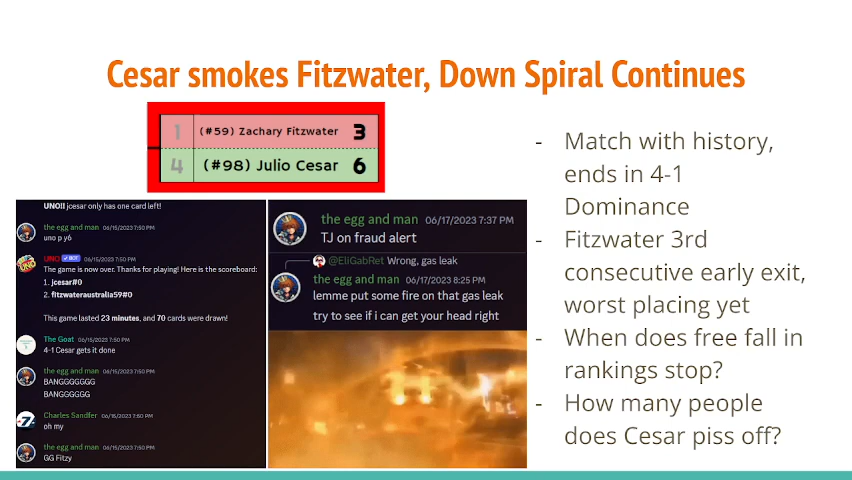 Cesar smokes Fitzwater, Down Spiral Continues
1 (#59) Zachary Fitzwater 3
4 (#98) Julio Cesar 6
UNO!! jcesar only has one card left!
the egg and man 06/15/2023 7:50 PM
uno p y6
UNO BOT 06/15/2023 7:50 PM
The game is now over. Thanks for playing! Here is the scoreboard:
1. jcesar#0
2. fitzwateraustralia59#0
This game lasted 23 minutes, and 70 cards were drawn!
The Goat 06/15/2023 7:50 PM
4-1 Cesar gets it done
the egg and man 06/15/2023 7:50 PM
BANGGGGGGG
BANGGGGGG
Charles Sandfer 06/15/2023 7:50 PM
oh my
the egg and man 06/15/2023 7:50 PM
GG Fitzy
the egg and man 06/17/2023 7:37 PM
TJ on fraud alert
@EliGabRet Wrong, gas leak
the egg and man 06/17/2023 8:25 PM
lemme put some fire on that gas leak
try to see if i can get your head right
- Match with history,
ends in 4-1
Dominance
- Fitzwater 3rd
consecutive early exit,
worst placing yet
- When does free fall in
rankings stop?
- How many people
does Cesar piss off?